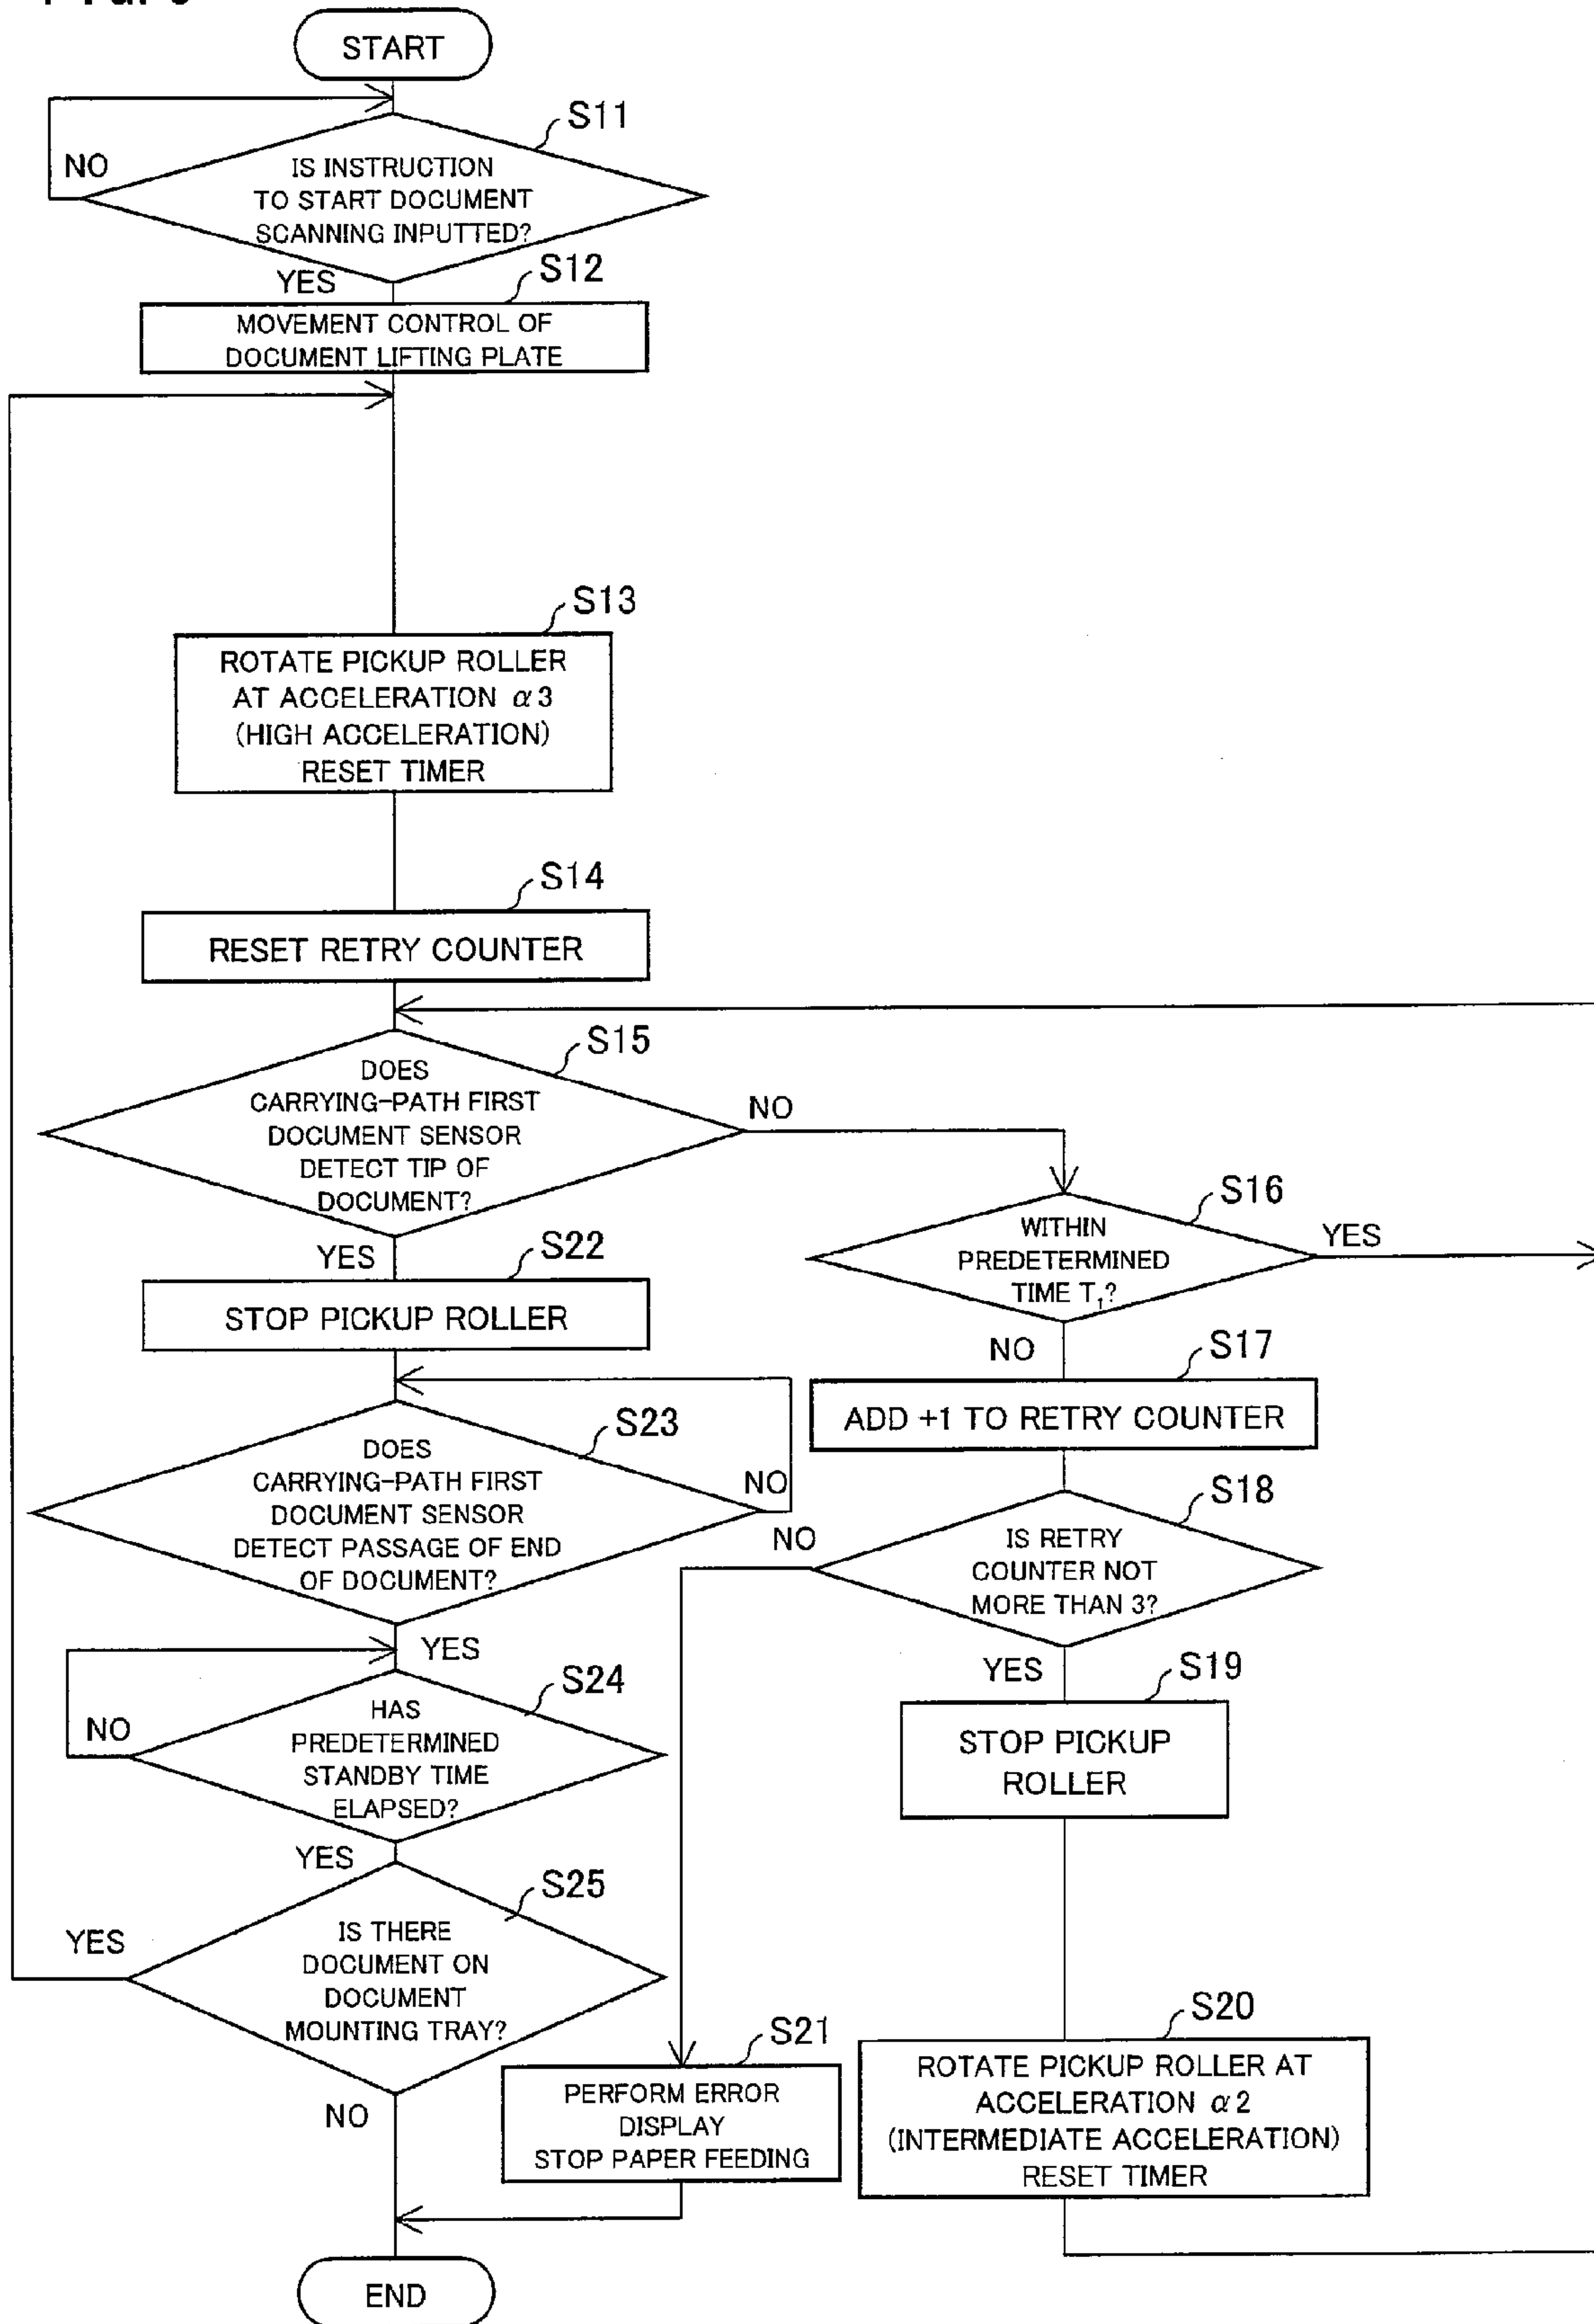 START
S11
NO
IS INSTRUCTION
TO START DOCUMENT
SCANNING INPUTTED?
YES
S12
MOVEMENT CONTROL OF
DOCUMENT LIFTING PLATE
S13
ROTATE PICKUP ROLLER
AT ACCELERATION α3
(HIGH ACCELERATION)
RESET TIMER
S14
RESET RETRY COUNTER
S15
DOES
CARRYING-PATH FIRST
DOCUMENT SENSOR
DETECT TIP OF
DOCUMENT?
NO
YES
S16
WITHIN
PREDETERMINED
TIME T₁?
YES
NO
S22
STOP PICKUP ROLLER
S17
ADD +1 TO RETRY COUNTER
S23
DOES
CARRYING-PATH FIRST
DOCUMENT SENSOR
DETECT PASSAGE OF END
OF DOCUMENT?
NO
YES
S18
IS RETRY
COUNTER NOT
MORE THAN 3?
NO
YES
S24
HAS
PREDETERMINED
STANDBY TIME
ELAPSED?
NO
YES
S19
STOP PICKUP
ROLLER
S25
IS THERE
DOCUMENT ON
DOCUMENT
MOUNTING TRAY?
YES
NO
S21
PERFORM ERROR
DISPLAY
STOP PAPER FEEDING
S20
ROTATE PICKUP ROLLER AT
ACCELERATION α2
(INTERMEDIATE ACCELERATION)
RESET TIMER
END